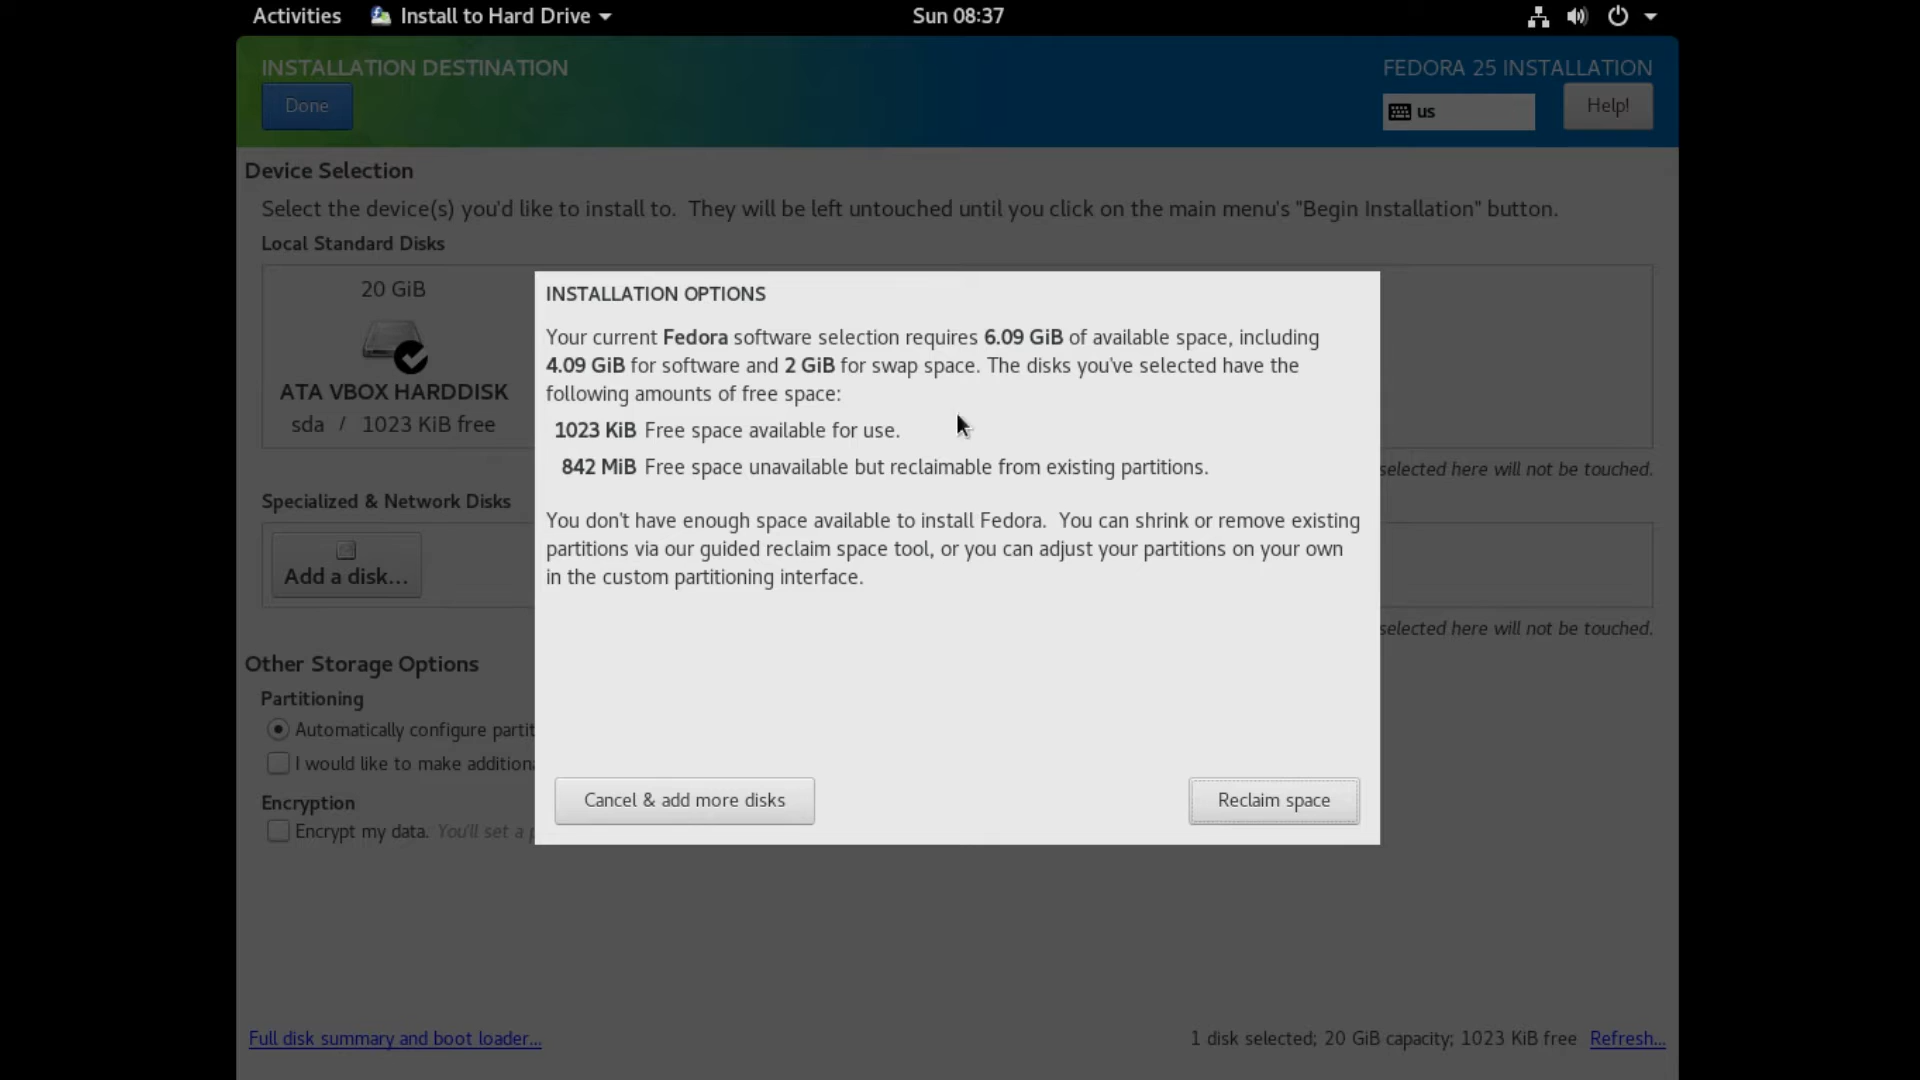 Activities Install to Hard Drive Sun 08:37
INSTALLATION DESTINATION FEDORA 25 INSTALLATION
Done us Help!
Device Selection
Select the device(s) you'd like to install to. They will be left untouched until you click on the main menu's "Begin Installation" button.
Local Standard Disks
20 GiB
ATA VBOX HARDDISK
sda / 1023 KiB free
selected here will not be touched.
Specialized & Network Disks
Add a disk...
selected here will not be touched.
Other Storage Options
Partitioning
Automatically configure partit
I would like to make addition
Encryption
Encrypt my data. You'll set a
INSTALLATION OPTIONS
Your current Fedora software selection requires 6.09 GiB of available space, including
4.09 GiB for software and 2 GiB for swap space. The disks you've selected have the
following amounts of free space:
1023 KiB Free space available for use.
842 MiB Free space unavailable but reclaimable from existing partitions.
You don't have enough space available to install Fedora. You can shrink or remove existing
partitions via our guided reclaim space tool, or you can adjust your partitions on your own
in the custom partitioning interface.
Cancel & add more disks Reclaim space
Full disk summary and boot loader... 1 disk selected; 20 GiB capacity; 1023 KiB free Refresh...